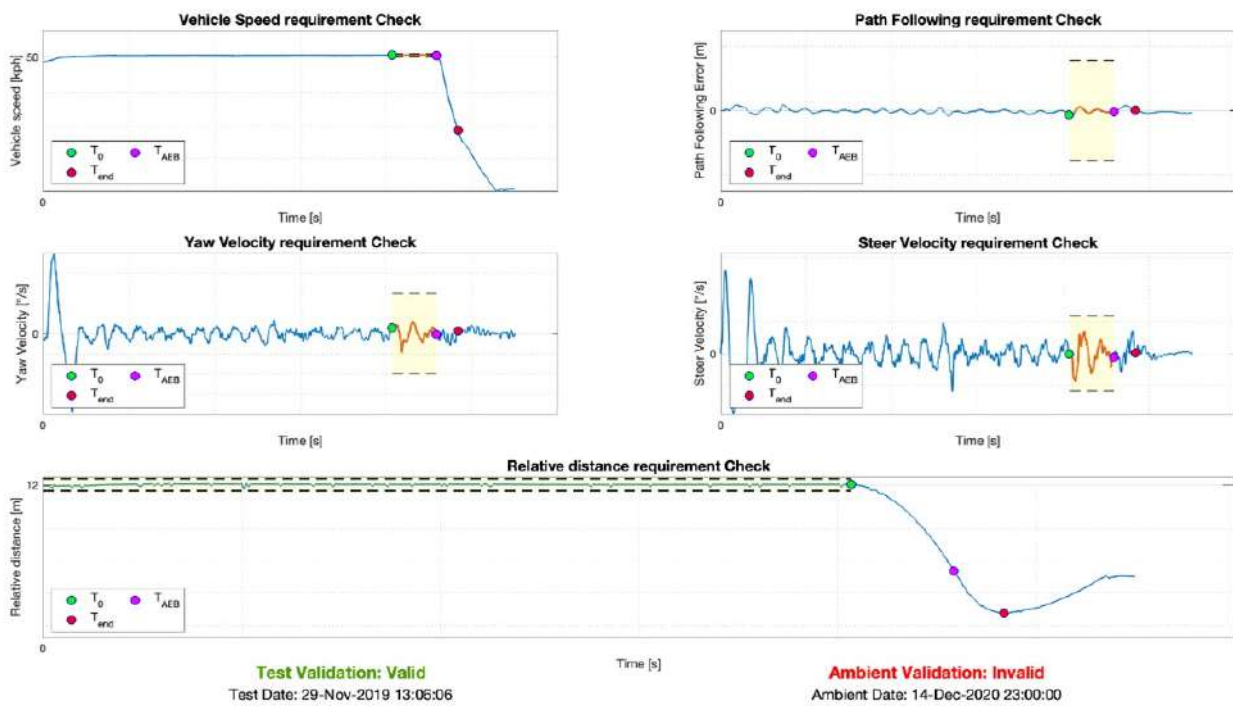 Vehicle Speed requirement Check
50
Vehicle speed [kph]
T0
TAEB
Tend
0
Time [s]
Path Following requirement Check
Path Following Error [m]
0
T0
TAEB
Tend
0
Time [s]
Yaw Velocity requirement Check
Yaw Velocity [°/s]
0
T0
TAEB
Tend
0
Time [s]
Steer Velocity requirement Check
Steer Velocity [°/s]
0
T0
TAEB
Tend
0
Time [s]
Relative distance requirement Check
12
Relative distance [m]
T0
TAEB
Tend
0
Time [s]
Test Validation: Valid
Test Date: 29-Nov-2019 13:06:06
Ambient Validation: Invalid
Ambient Date: 14-Dec-2020 23:00:00